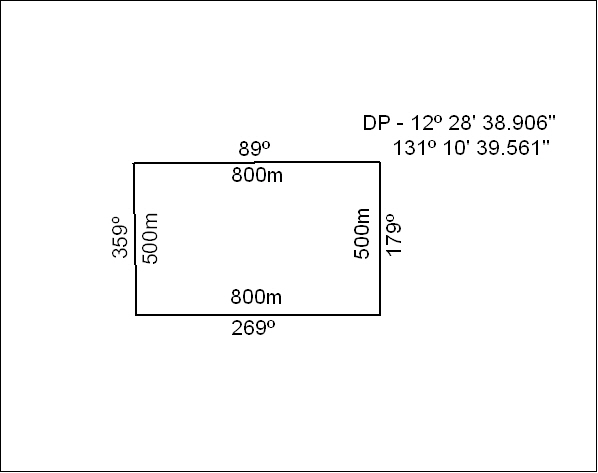 DP - 12º 28' 38.906"
131º 10' 39.561"
89º
800m
359º
500m
500m
179º
800m
269º